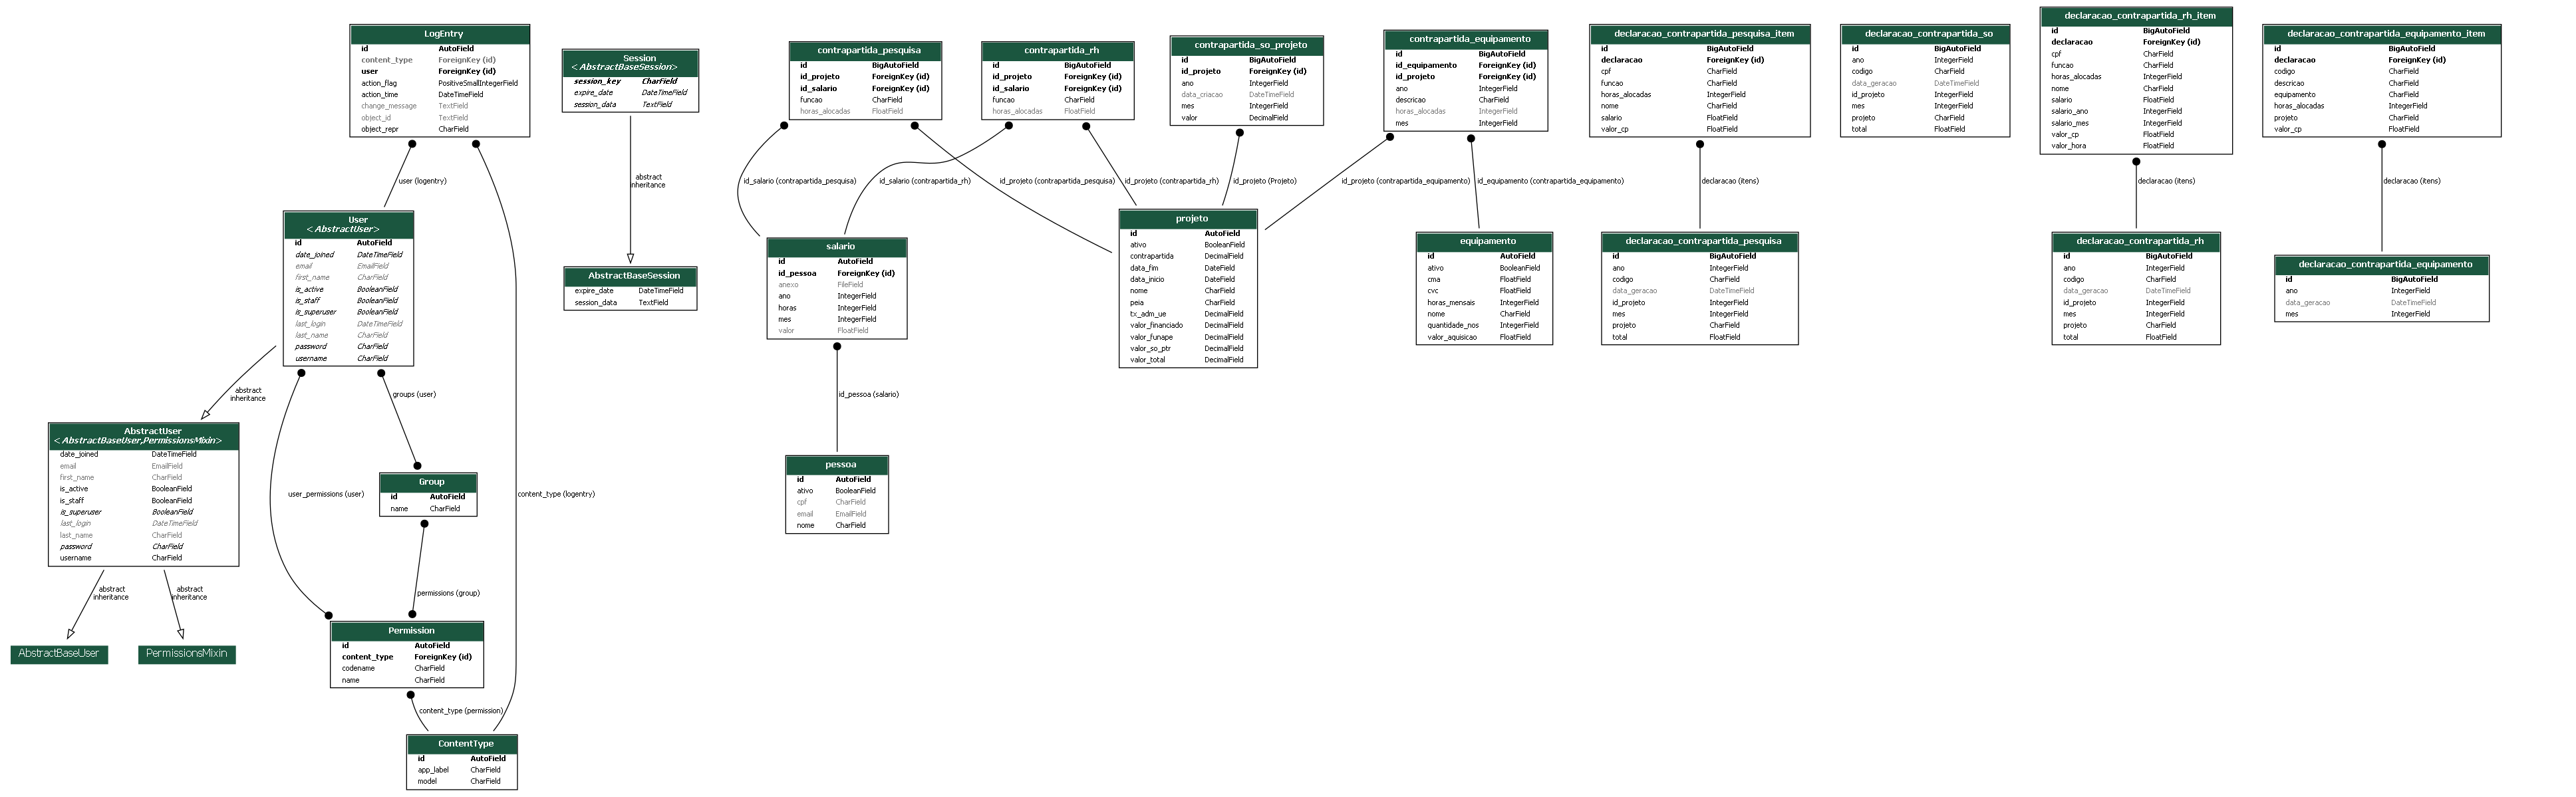 LogEntry
id AutoField
content_type ForeignKey (id)
user ForeignKey (id)
action_flag PositiveSmallIntegerField
action_time DateTimeField
change_message TextField
object_id TextField
object_repr CharField
Session
<AbstractBaseSession>
session_key CharField
expire_date DateTimeField
session_data TextField
contrapartida_pesquisa
id BigAutoField
id_projeto ForeignKey (id)
id_salario ForeignKey (id)
funcao CharField
horas_alocadas FloatField
contrapartida_rh
id BigAutoField
id_projeto ForeignKey (id)
id_salario ForeignKey (id)
funcao CharField
horas_alocadas FloatField
contrapartida_so_projeto
id BigAutoField
id_projeto ForeignKey (id)
ano IntegerField
data_criacao DateTimeField
mes IntegerField
valor DecimalField
contrapartida_equipamento
id BigAutoField
id_equipamento ForeignKey (id)
id_projeto ForeignKey (id)
ano IntegerField
descricao CharField
horas_alocadas IntegerField
mes IntegerField
declaracao_contrapartida_pesquisa_item
id BigAutoField
declaracao ForeignKey (id)
cpf CharField
funcao CharField
horas_alocadas IntegerField
nome CharField
salario FloatField
valor_cp FloatField
declaracao_contrapartida_so
id BigAutoField
ano IntegerField
codigo CharField
data_geracao DateTimeField
id_projeto IntegerField
mes IntegerField
projeto CharField
total FloatField
declaracao_contrapartida_rh_item
id BigAutoField
declaracao ForeignKey (id)
cpf CharField
funcao CharField
horas_alocadas IntegerField
nome CharField
salario FloatField
salario_ano IntegerField
salario_mes IntegerField
valor_cp FloatField
valor_hora FloatField
declaracao_contrapartida_equipamento_item
id BigAutoField
declaracao ForeignKey (id)
codigo CharField
descricao CharField
equipamento CharField
horas_alocadas IntegerField
projeto CharField
valor_cp FloatField
user (logentry)
abstract
inheritance
id_salario (contrapartida_pesquisa)
id_salario (contrapartida_rh)
id_projeto (contrapartida_pesquisa)
id_projeto (contrapartida_rh)
id_projeto (Projeto)
id_projeto (contrapartida_equipamento)
id_equipamento (contrapartida_equipamento)
declaracao (itens)
declaracao (itens)
declaracao (itens)
User
<AbstractUser>
id AutoField
date_joined DateTimeField
email EmailField
first_name CharField
is_active BooleanField
is_staff BooleanField
is_superuser BooleanField
last_login DateTimeField
last_name CharField
password CharField
username CharField
AbstractBaseSession
expire_date DateTimeField
session_data TextField
salario
id AutoField
id_pessoa ForeignKey (id)
anexo FileField
ano IntegerField
horas IntegerField
mes IntegerField
valor FloatField
projeto
id AutoField
ativo BooleanField
contrapartida DecimalField
data_fim DateField
data_inicio DateField
nome CharField
peia CharField
tx_adm_ue DecimalField
valor_financiado DecimalField
valor_funape DecimalField
valor_so_ptr DecimalField
valor_total DecimalField
equipamento
id AutoField
ativo BooleanField
cma FloatField
cvc FloatField
horas_mensais IntegerField
nome CharField
quantidade_nos IntegerField
valor_aquisicao FloatField
declaracao_contrapartida_pesquisa
id BigAutoField
ano IntegerField
codigo CharField
data_geracao DateTimeField
id_projeto IntegerField
mes IntegerField
projeto CharField
total FloatField
declaracao_contrapartida_rh
id BigAutoField
ano IntegerField
codigo CharField
data_geracao DateTimeField
id_projeto IntegerField
mes IntegerField
projeto CharField
total FloatField
declaracao_contrapartida_equipamento
id BigAutoField
ano IntegerField
data_geracao DateTimeField
mes IntegerField
abstract
inheritance
groups (user)
id_pessoa (salario)
AbstractUser
<AbstractBaseUser,PermissionsMixin>
date_joined DateTimeField
email EmailField
first_name CharField
is_active BooleanField
is_staff BooleanField
is_superuser BooleanField
last_login DateTimeField
last_name CharField
password CharField
username CharField
user_permissions (user)
Group
id AutoField
name CharField
content_type (logentry)
pessoa
id AutoField
ativo BooleanField
cpf CharField
email EmailField
nome CharField
abstract
inheritance
abstract
inheritance
permissions (group)
AbstractBaseUser
PermissionsMixin
Permission
id AutoField
content_type ForeignKey (id)
codename CharField
name CharField
content_type (permission)
ContentType
id AutoField
app_label CharField
model CharField